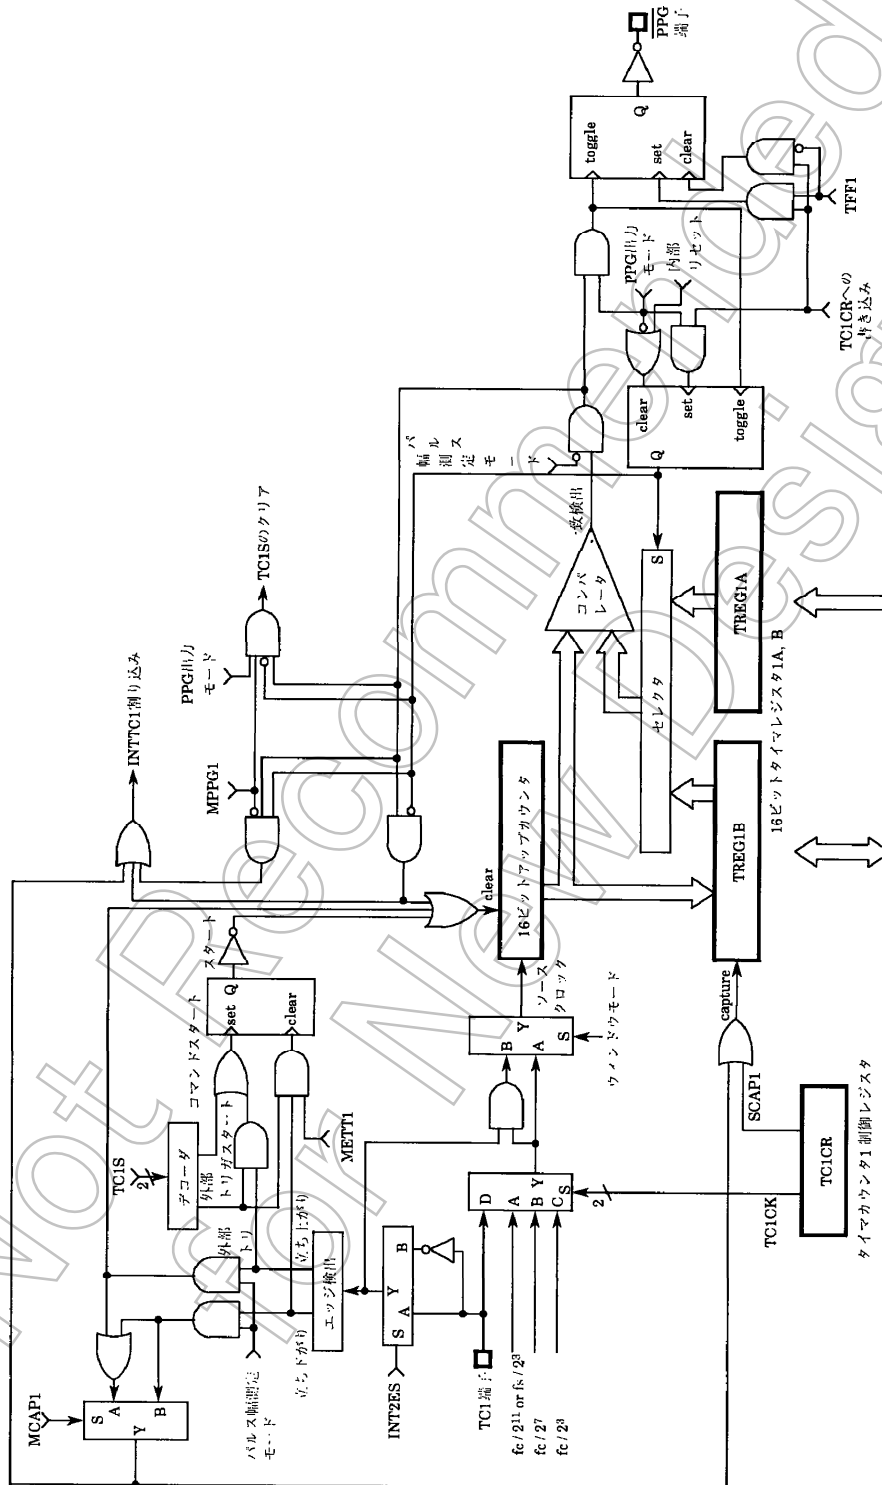 Not Recommended
for New Design
PPG
端子
toggle
Q
set
clear
TFF1
PPG出力
モード
内部
リセット
TC1CRへの
書き込み
clear
set
Q
toggle
パルス
幅測定
モード
一致検出
コンパ
レータ
S
セレクタ
TREG1A
TREG1B
16ビットタイマレジスタ1A, B
TC1Sのクリア
PPG出力
モード
INTTC1割り込み
MPPG1
clear
16ビットアップカウンタ
ソース
クロック
B
Y
A
S
ウィンドウモード
capture
SCAP1
TC1CR
タイマカウンタ1 制御レジスタ
TC1CK
2
スタート
コマンドスタート
set
Q
clear
TC1S
2
デコーダ
外部
トリガスタート
METT1
外部
トリ
立ち上がり
エッジ検出
立ち下がり
MCAP1
S
A
Y
B
パルス幅測定
モード
INT2ES
S
Y
B
A
TC1端子
D
A
Y
B
C
S
fc / 2¹¹ or fs / 2³
fc / 2⁷
fc / 2³